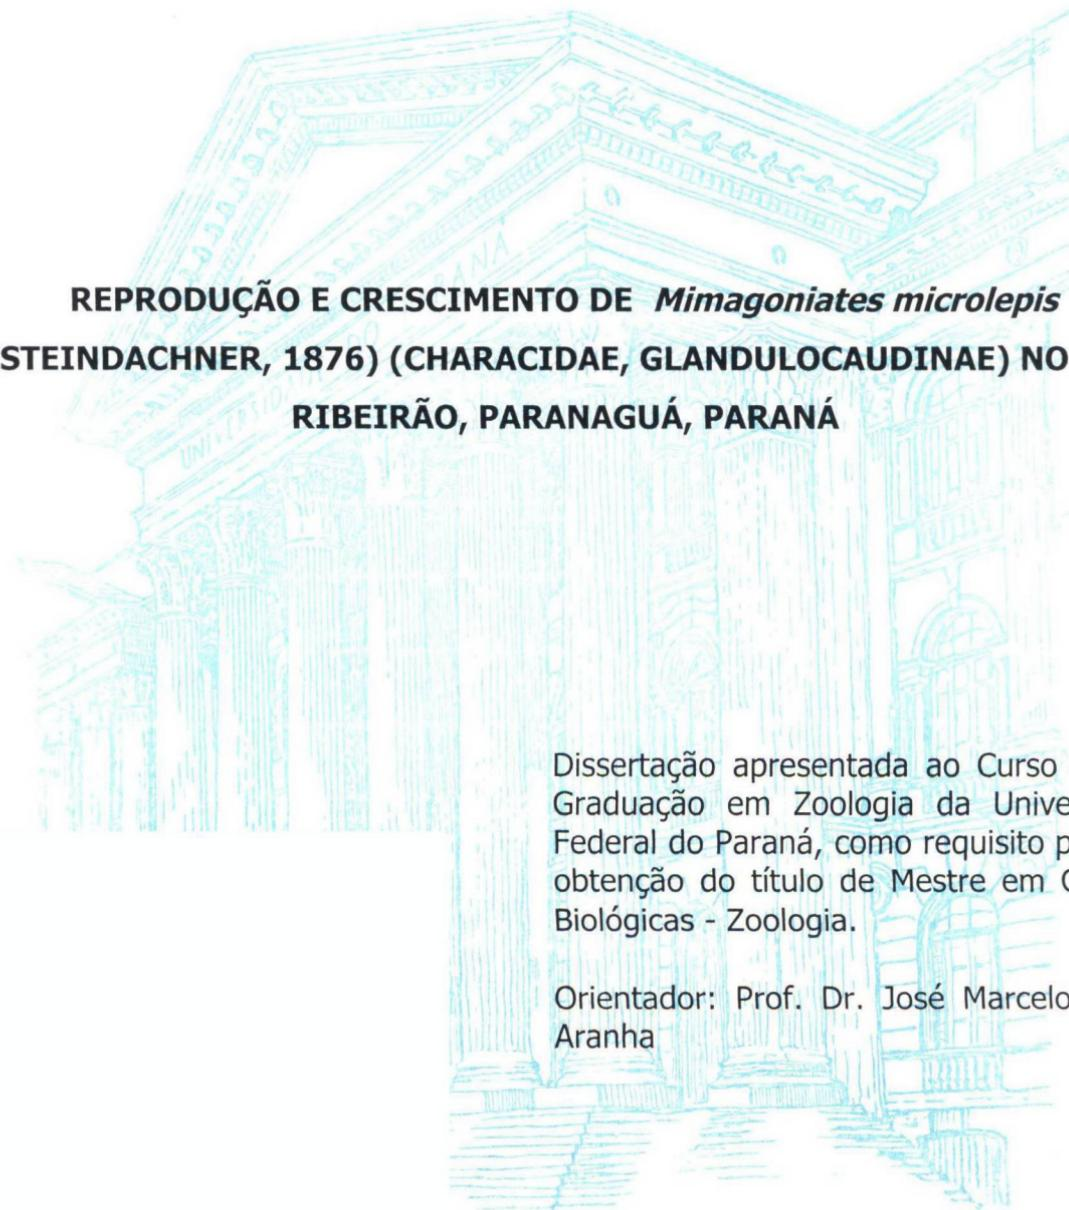 REPRODUÇÃO E CRESCIMENTO DE Mimagoniates microlepis
STEINDACHNER, 1876) (CHARACIDAE, GLANDULOCAUDINAE) NO
RIBEIRÃO, PARANAGUÁ, PARANÁ
Dissertação apresentada ao Curso
Graduação em Zoologia da Unive
Federal do Paraná, como requisito p
obtenção do título de Mestre em C
Biológicas - Zoologia.
Orientador: Prof. Dr. José Marcelo
Aranha